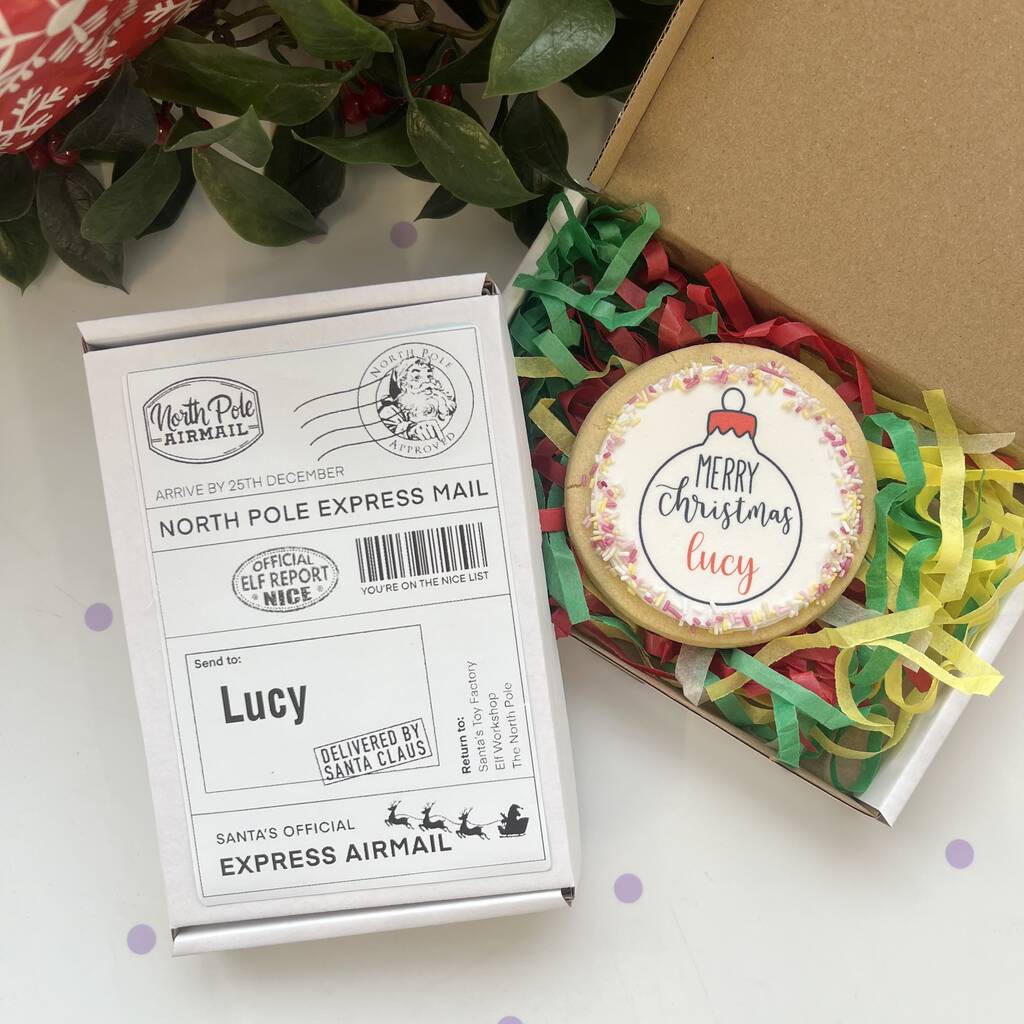 North Pole
AIRMAIL
NORTH POLE
APPROVED
ARRIVE BY 25TH DECEMBER
NORTH POLE EXPRESS MAIL
OFFICIAL
ELF REPORT
NICE
YOU'RE ON THE NICE LIST
Send to:
Lucy
DELIVERED BY
SANTA CLAUS
Return to:
Santa's Toy Factory
Elf Workshop
The North Pole
SANTA'S OFFICIAL
EXPRESS AIRMAIL
MERRY
christmas
lucy